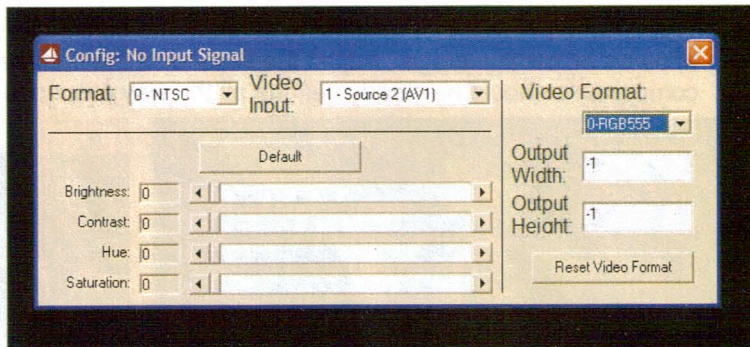 Config: No Input Signal
Format: 0 - NTSC
Video Input: 1 - Source 2 (AV1)
Video Format:
0-RGB555
Default
Output Width: -1
Output Height: -1
Brightness: 0
Contrast: 0
Hue: 0
Saturation: 0
Reset Video Format